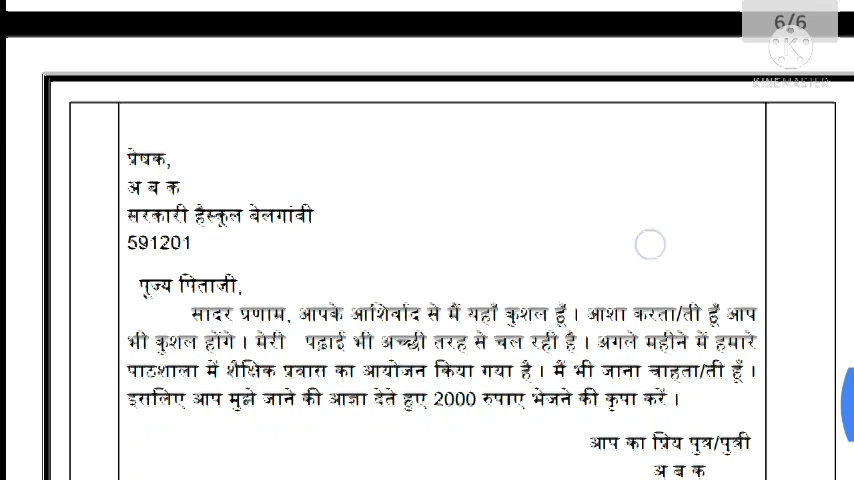 6/6
KINEMASTER
प्रेषक,
अ ब क
सरकारी हैस्कूल बेलगांवी
591201
पूज्य पिताजी,
सादर प्रणाम, आपके आशिर्वाद से मैं यहाँ कुशल हूँ । आशा करता/ती हूँ आप
भी कुशल होंगे । मेरी पढ़ाई भी अच्छी तरह से चल रही है । अगले महीने में हमारे
पाठशाला में शैक्षिक प्रवास का आयोजन किया गया है । मैं भी जाना चाहता/ती हूँ ।
इसलिए आप मुझे जाने की आज्ञा देते हुए 2000 रुपाए भेजने की कृपा करें ।
आप का प्रिय पुत्र/पुत्री
अ ब क